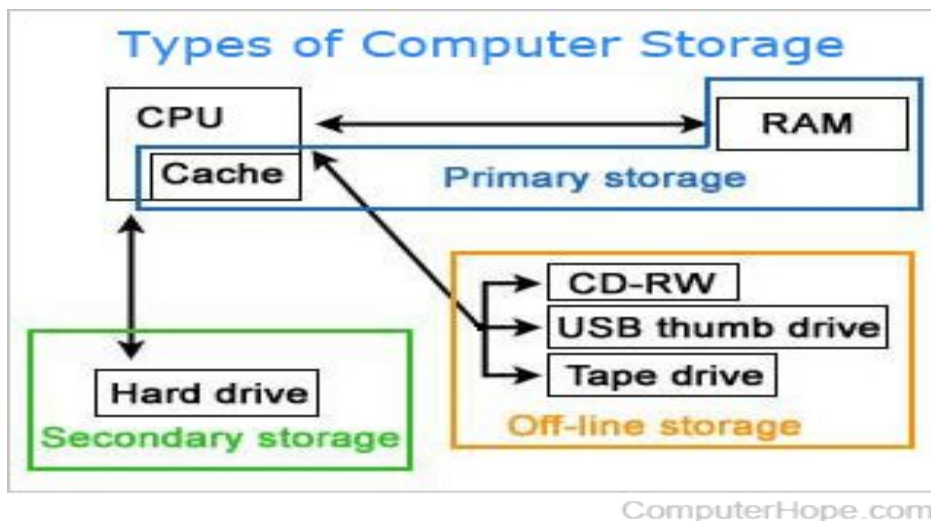 Types of Computer Storage
CPU
Cache
RAM
Primary storage
Hard drive
Secondary storage
CD-RW
USB thumb drive
Tape drive
Off-line storage
ComputerHope.com